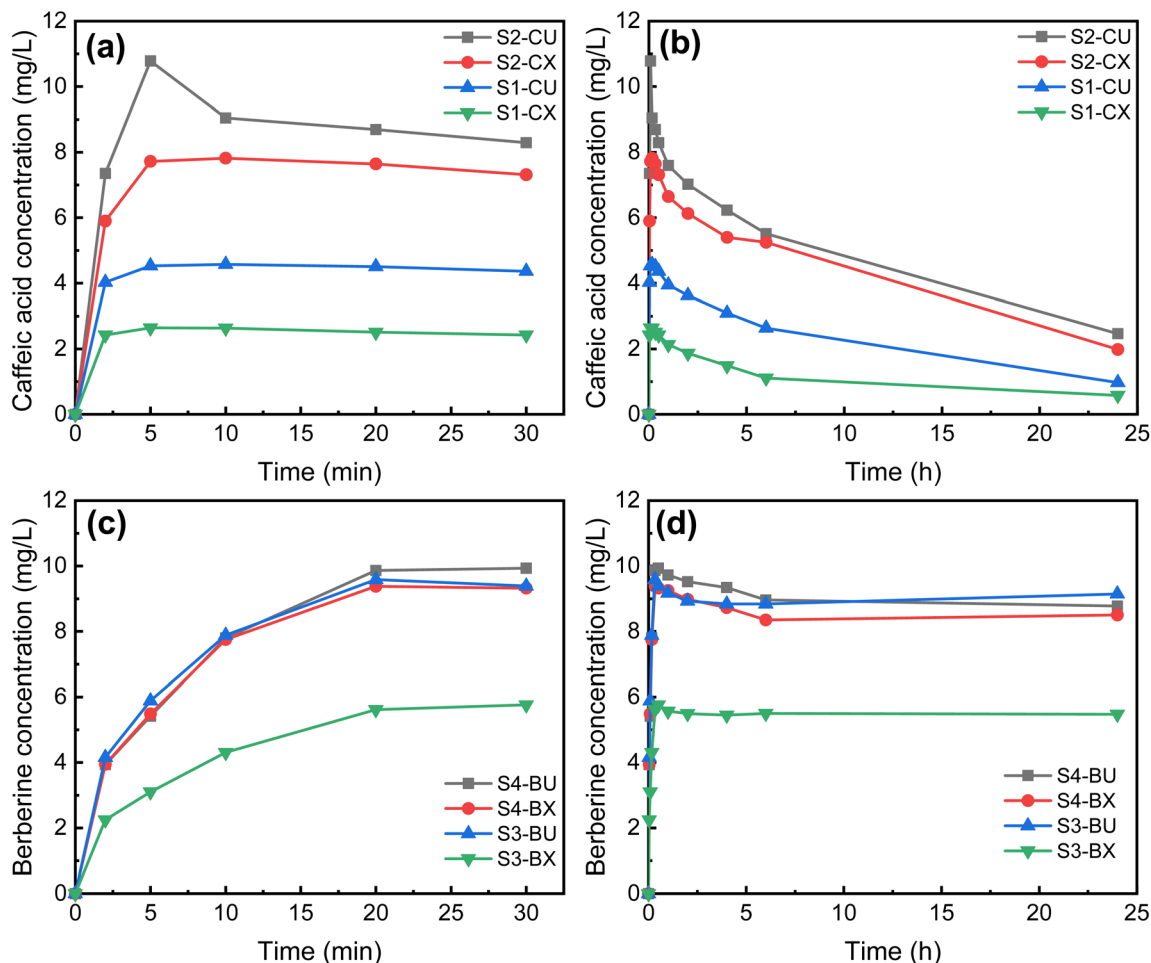 (a)
Caffeic acid concentration (mg/L)
12
10
8
6
4
2
0
S2-CU
S2-CX
S1-CU
S1-CX
0 5 10 15 20 25 30
Time (min)
(b)
Caffeic acid concentration (mg/L)
12
10
8
6
4
2
0
S2-CU
S2-CX
S1-CU
S1-CX
0 5 10 15 20 25
Time (h)
(c)
Berberine concentration (mg/L)
12
10
8
6
4
2
0
S4-BU
S4-BX
S3-BU
S3-BX
0 5 10 15 20 25 30
Time (min)
(d)
Berberine concentration (mg/L)
12
10
8
6
4
2
0
S4-BU
S4-BX
S3-BU
S3-BX
0 5 10 15 20 25
Time (h)